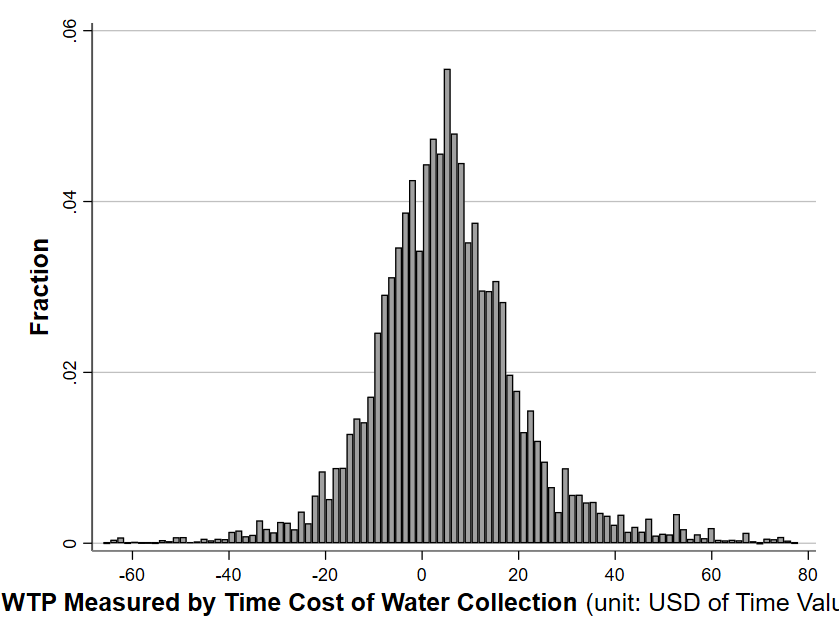 .06
.04
.02
0
Fraction
-60 -40 -20 0 20 40 60 80
WTP Measured by Time Cost of Water Collection (unit: USD of Time Valu